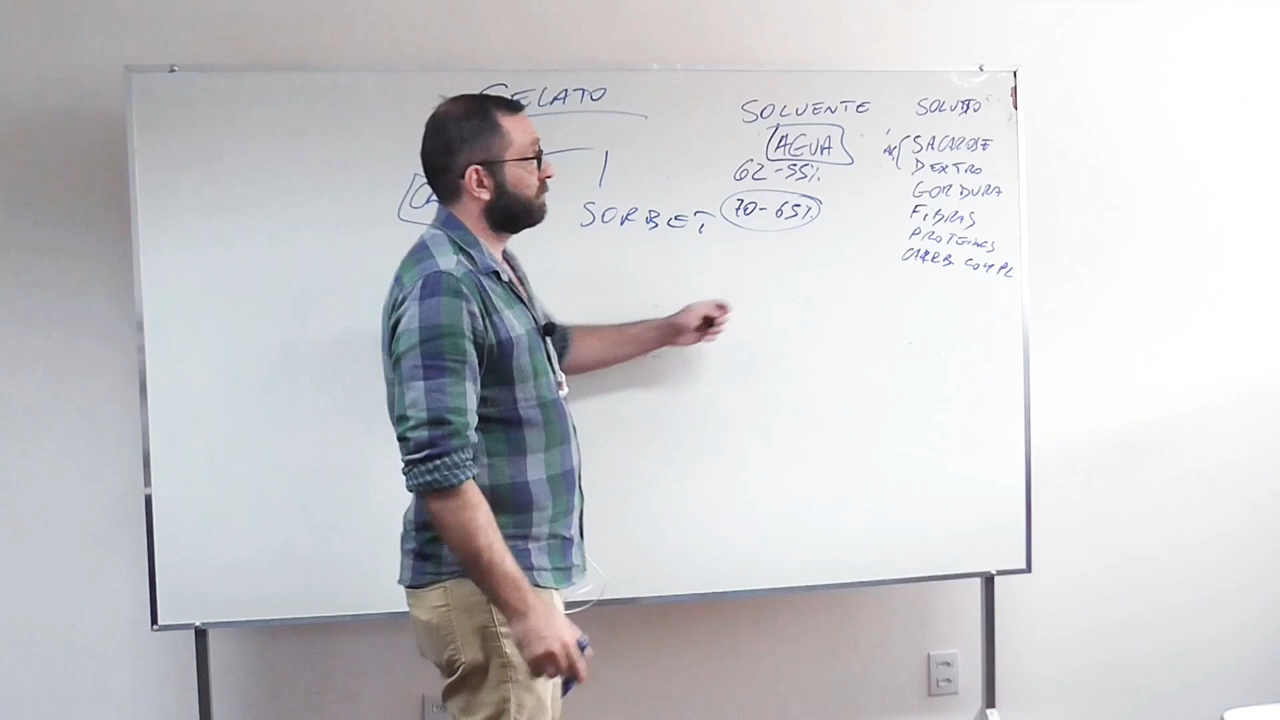 GELATO
SORBET
SOLVENTE
AGUA
62-55%
70-65%
SOLUTO
SACAROSE
DEXTRO
GORDURA
FIBRAS
PROTEINAS
CARB. COMPL